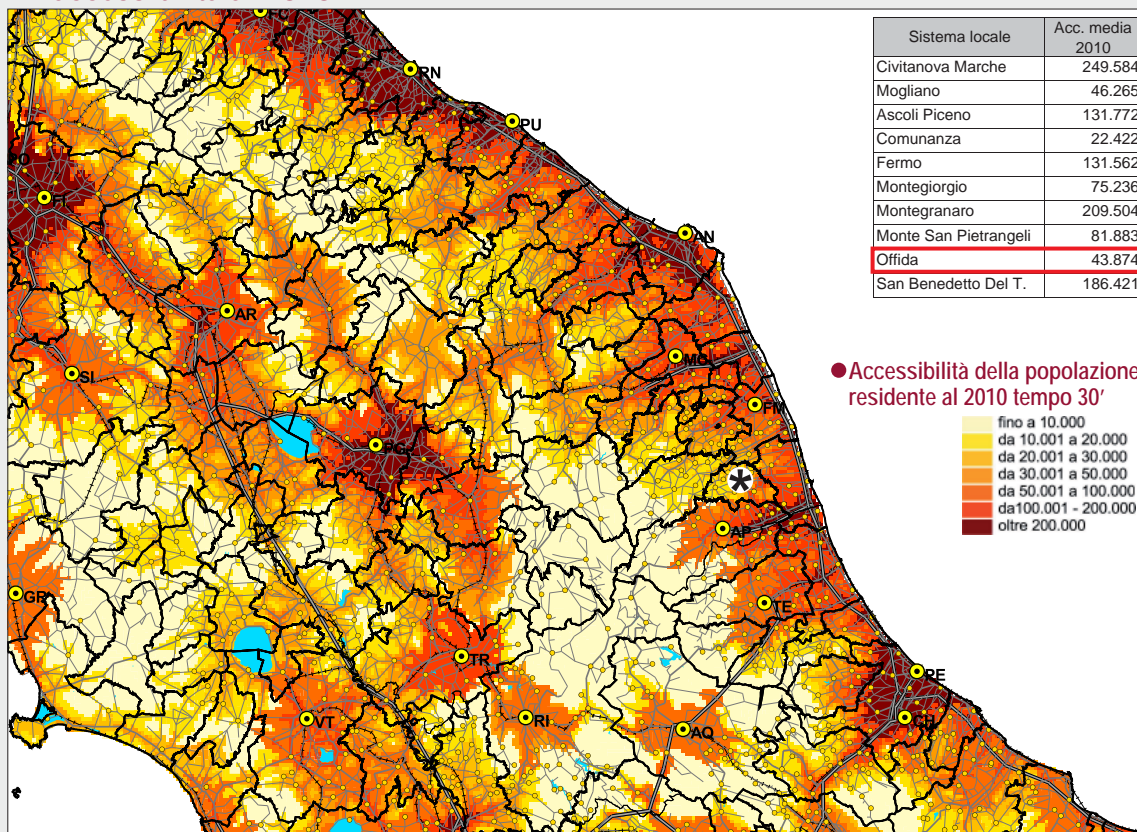 Sistema locale Acc. media 2010
Civitanova Marche 249.584
Mogliano 46.265
Ascoli Piceno 131.772
Comunanza 22.422
Fermo 131.562
Montegiorgio 75.236
Montegranaro 209.504
Monte San Pietrangeli 81.883
Offida 43.874
San Benedetto Del T. 186.421
Accessibilità della popolazione
residente al 2010 tempo 30'
fino a 10.000
da 10.001 a 20.000
da 20.001 a 30.000
da 30.001 a 50.000
da 50.001 a 100.000
da100.001 - 200.000
oltre 200.000
RN
PU
FI
AN
AR
MC
SI
FM
PG
*
AP
GR
TE
TR
PE
VT
RI
CH
AQ